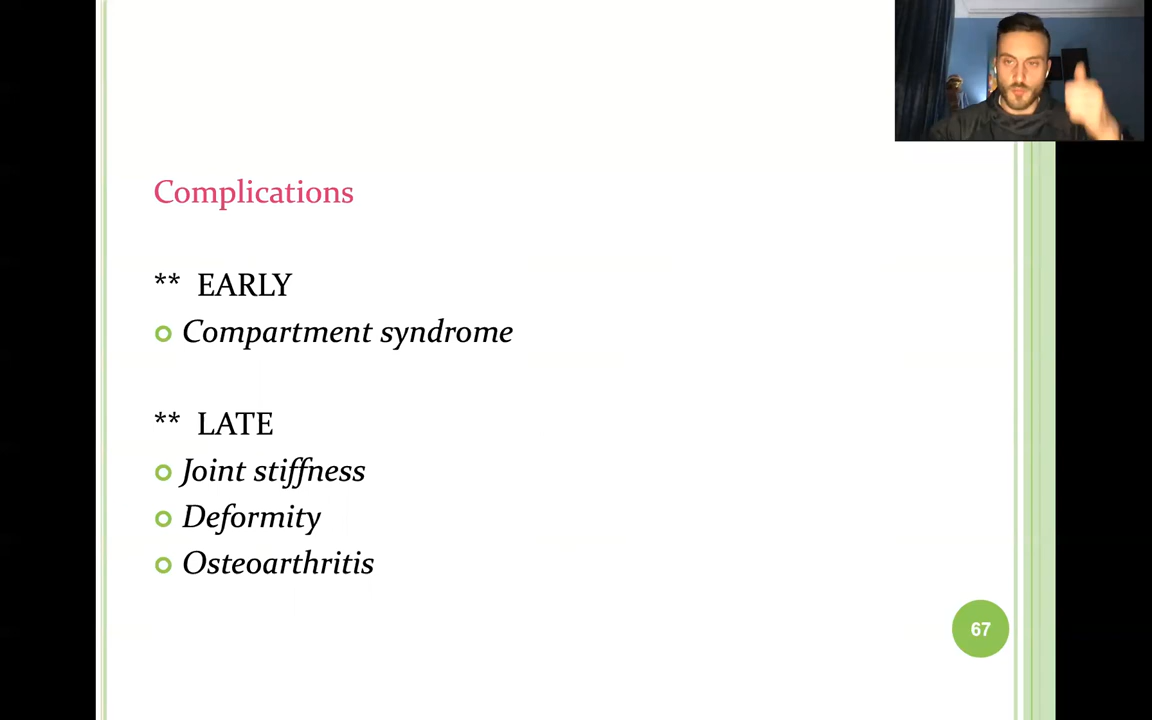 Complications
** EARLY
Compartment syndrome
** LATE
Joint stiffness
Deformity
Osteoarthritis
67